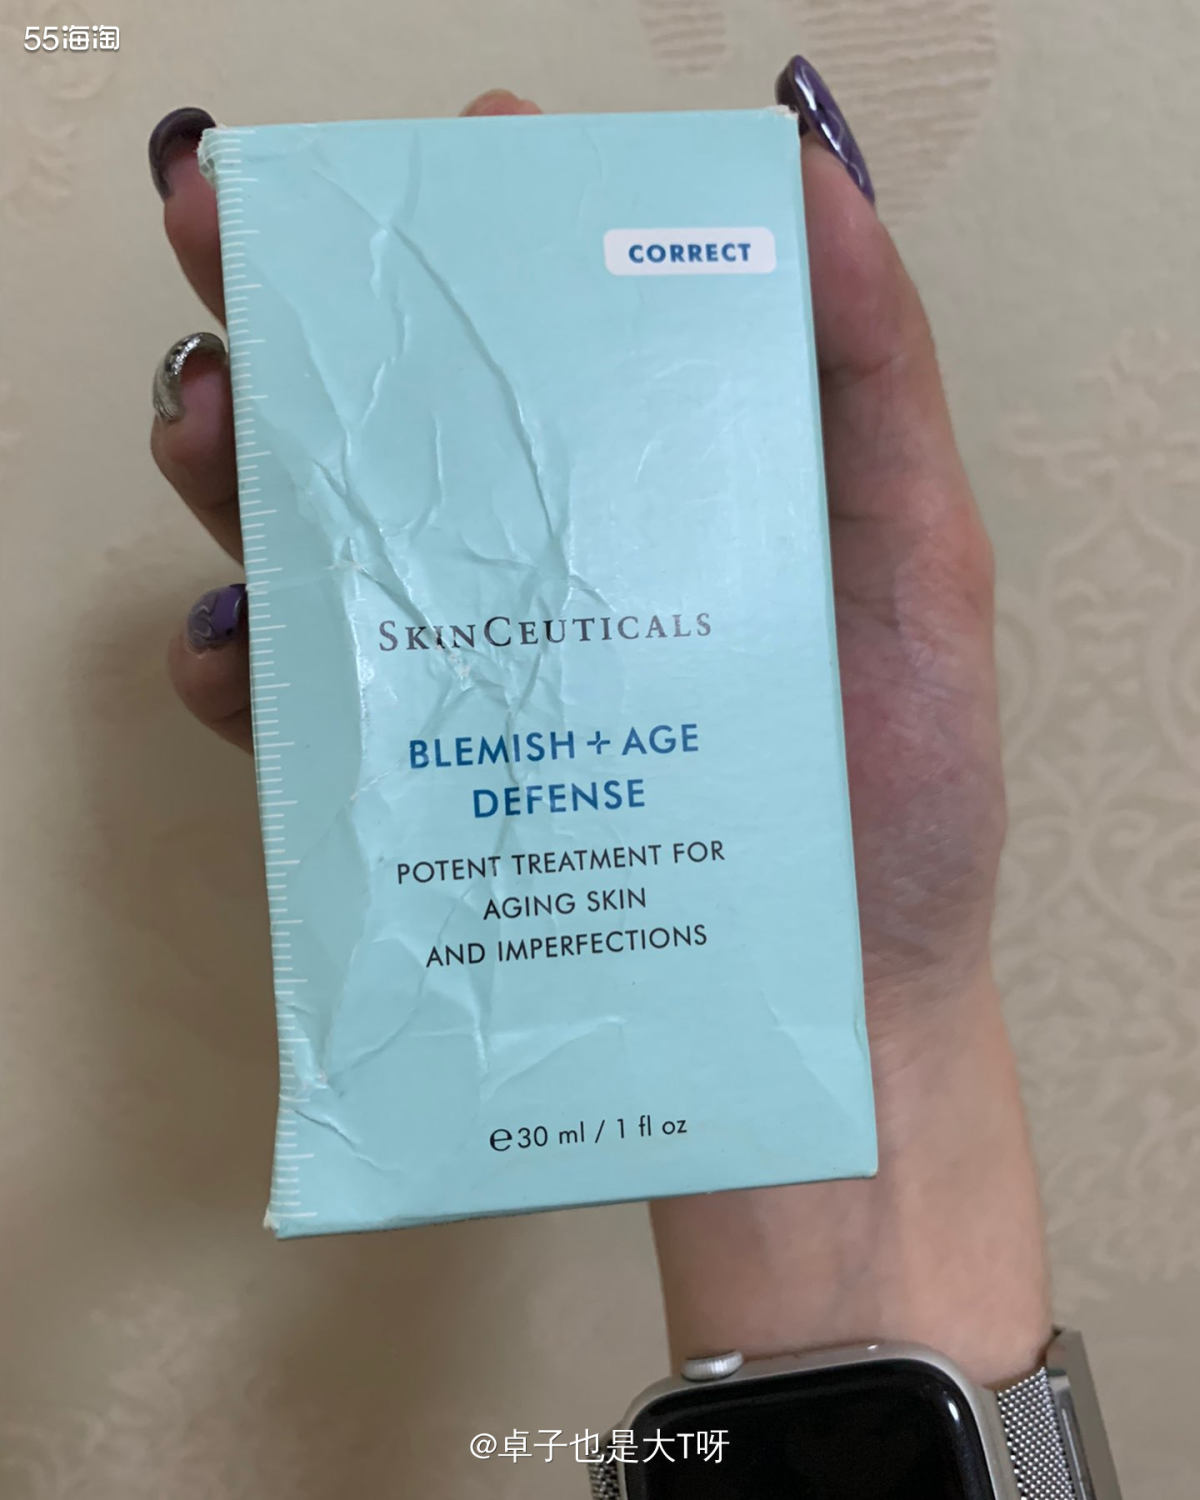 55海淘
CORRECT
SKINCEUTICALS
BLEMISH + AGE
DEFENSE
POTENT TREATMENT FOR
AGING SKIN
AND IMPERFECTIONS
℮30 ml / 1 fl oz
@卓子也是大T呀